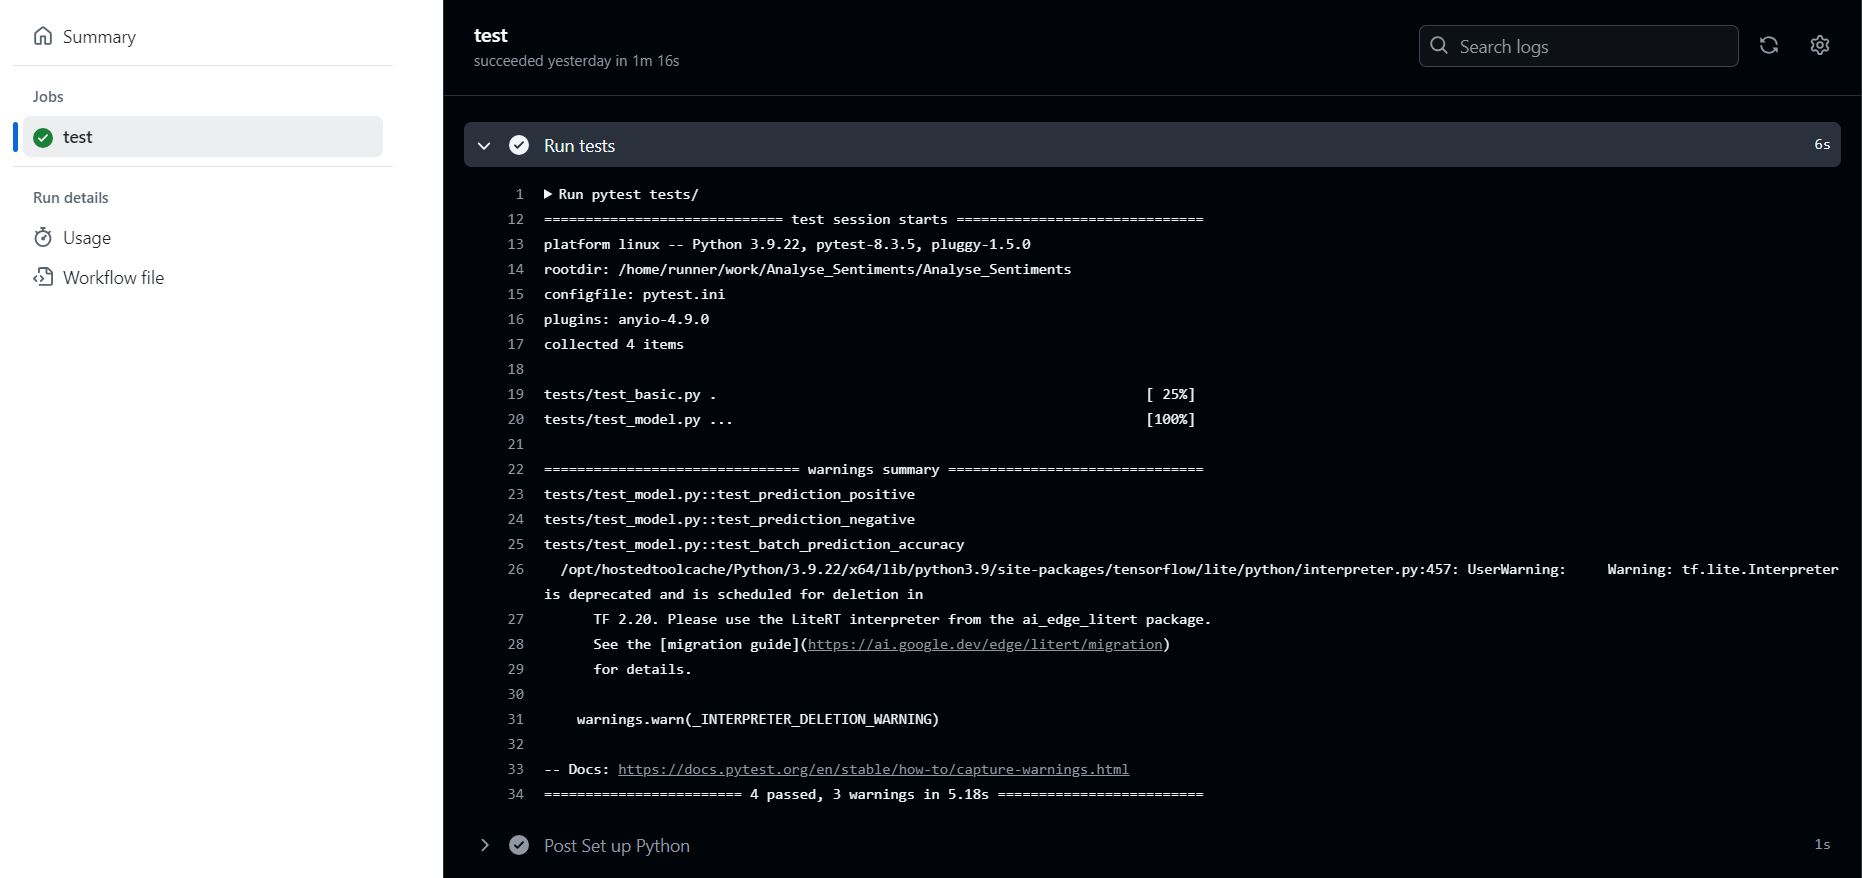 Summary
Jobs
test
Run details
Usage
Workflow file
test
succeeded yesterday in 1m 16s
Search logs
Run tests 6s
1 Run pytest tests/
12 ============================= test session starts ==============================
13 platform linux -- Python 3.9.22, pytest-8.3.5, pluggy-1.5.0
14 rootdir: /home/runner/work/Analyse_Sentiments/Analyse_Sentiments
15 configfile: pytest.ini
16 plugins: anyio-4.9.0
17 collected 4 items
18
19 tests/test_basic.py . [ 25%]
20 tests/test_model.py ... [100%]
21
22 =============================== warnings summary ===============================
23 tests/test_model.py::test_prediction_positive
24 tests/test_model.py::test_prediction_negative
25 tests/test_model.py::test_batch_prediction_accuracy
26 /opt/hostedtoolcache/Python/3.9.22/x64/lib/python3.9/site-packages/tensorflow/lite/python/interpreter.py:457: UserWarning: Warning: tf.lite.Interpreter
is deprecated and is scheduled for deletion in
27 TF 2.20. Please use the LiteRT interpreter from the ai_edge_litert package.
28 See the [migration guide](https://ai.google.dev/edge/litert/migration)
29 for details.
30
31 warnings.warn(_INTERPRETER_DELETION_WARNING)
32
33 -- Docs: https://docs.pytest.org/en/stable/how-to/capture-warnings.html
34 ======================== 4 passed, 3 warnings in 5.18s =========================
Post Set up Python 1s